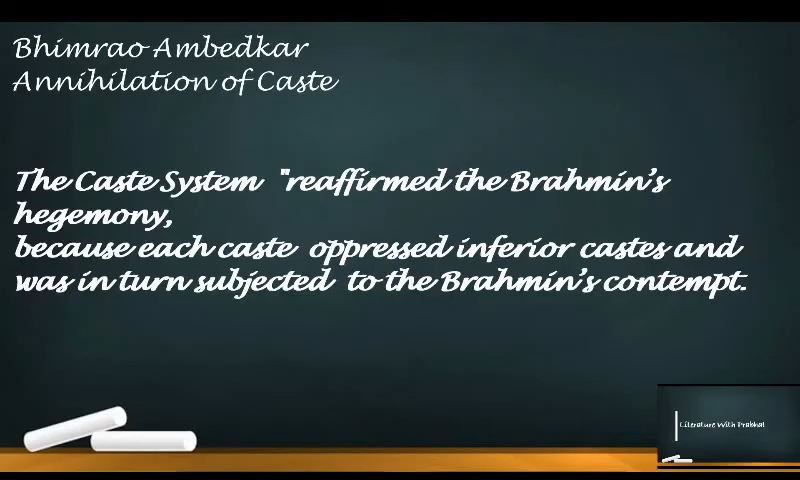 Bhimrao Ambedkar
Annihilation of Caste
The Caste System "reaffirmed the Brahmin's
hegemony,
because each caste oppressed inferior castes and
was in turn subjected to the Brahmin's contempt.
Literature With Prabhat